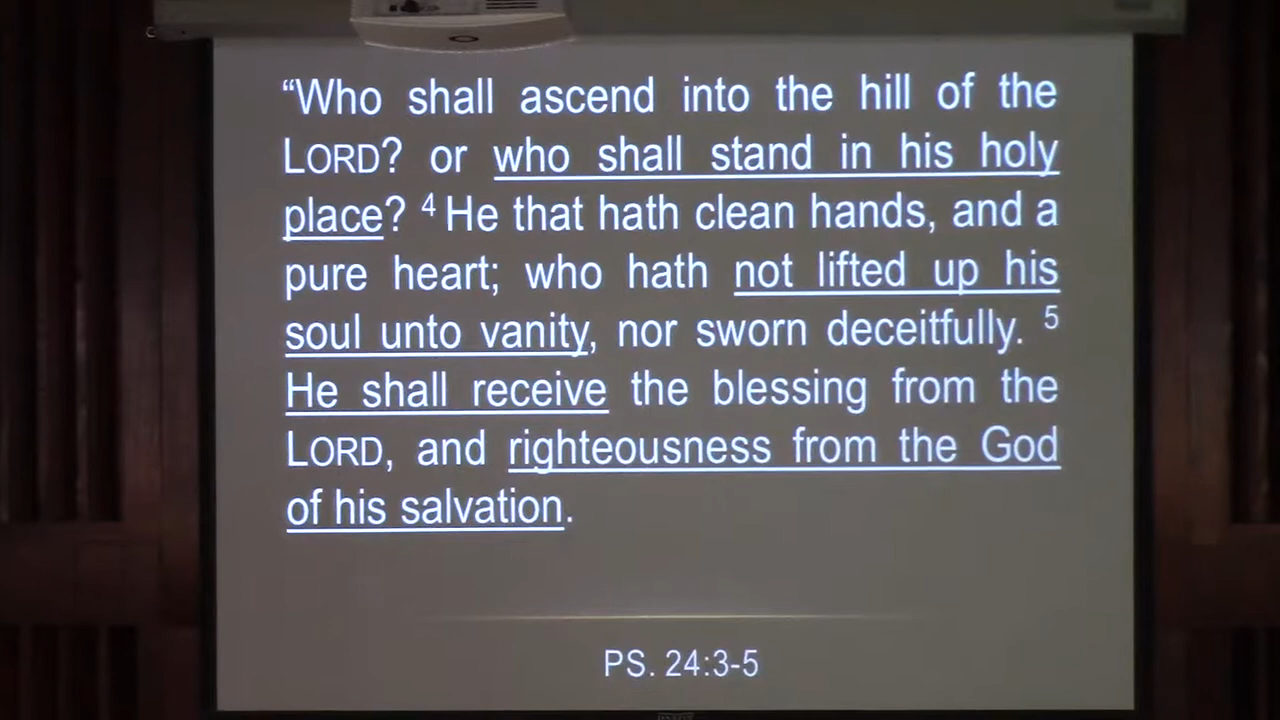 “Who shall ascend into the hill of the
LORD? or who shall stand in his holy
place? ⁴ He that hath clean hands, and a
pure heart; who hath not lifted up his
soul unto vanity, nor sworn deceitfully. ⁵
He shall receive the blessing from the
LORD, and righteousness from the God
of his salvation.
PS. 24:3-5